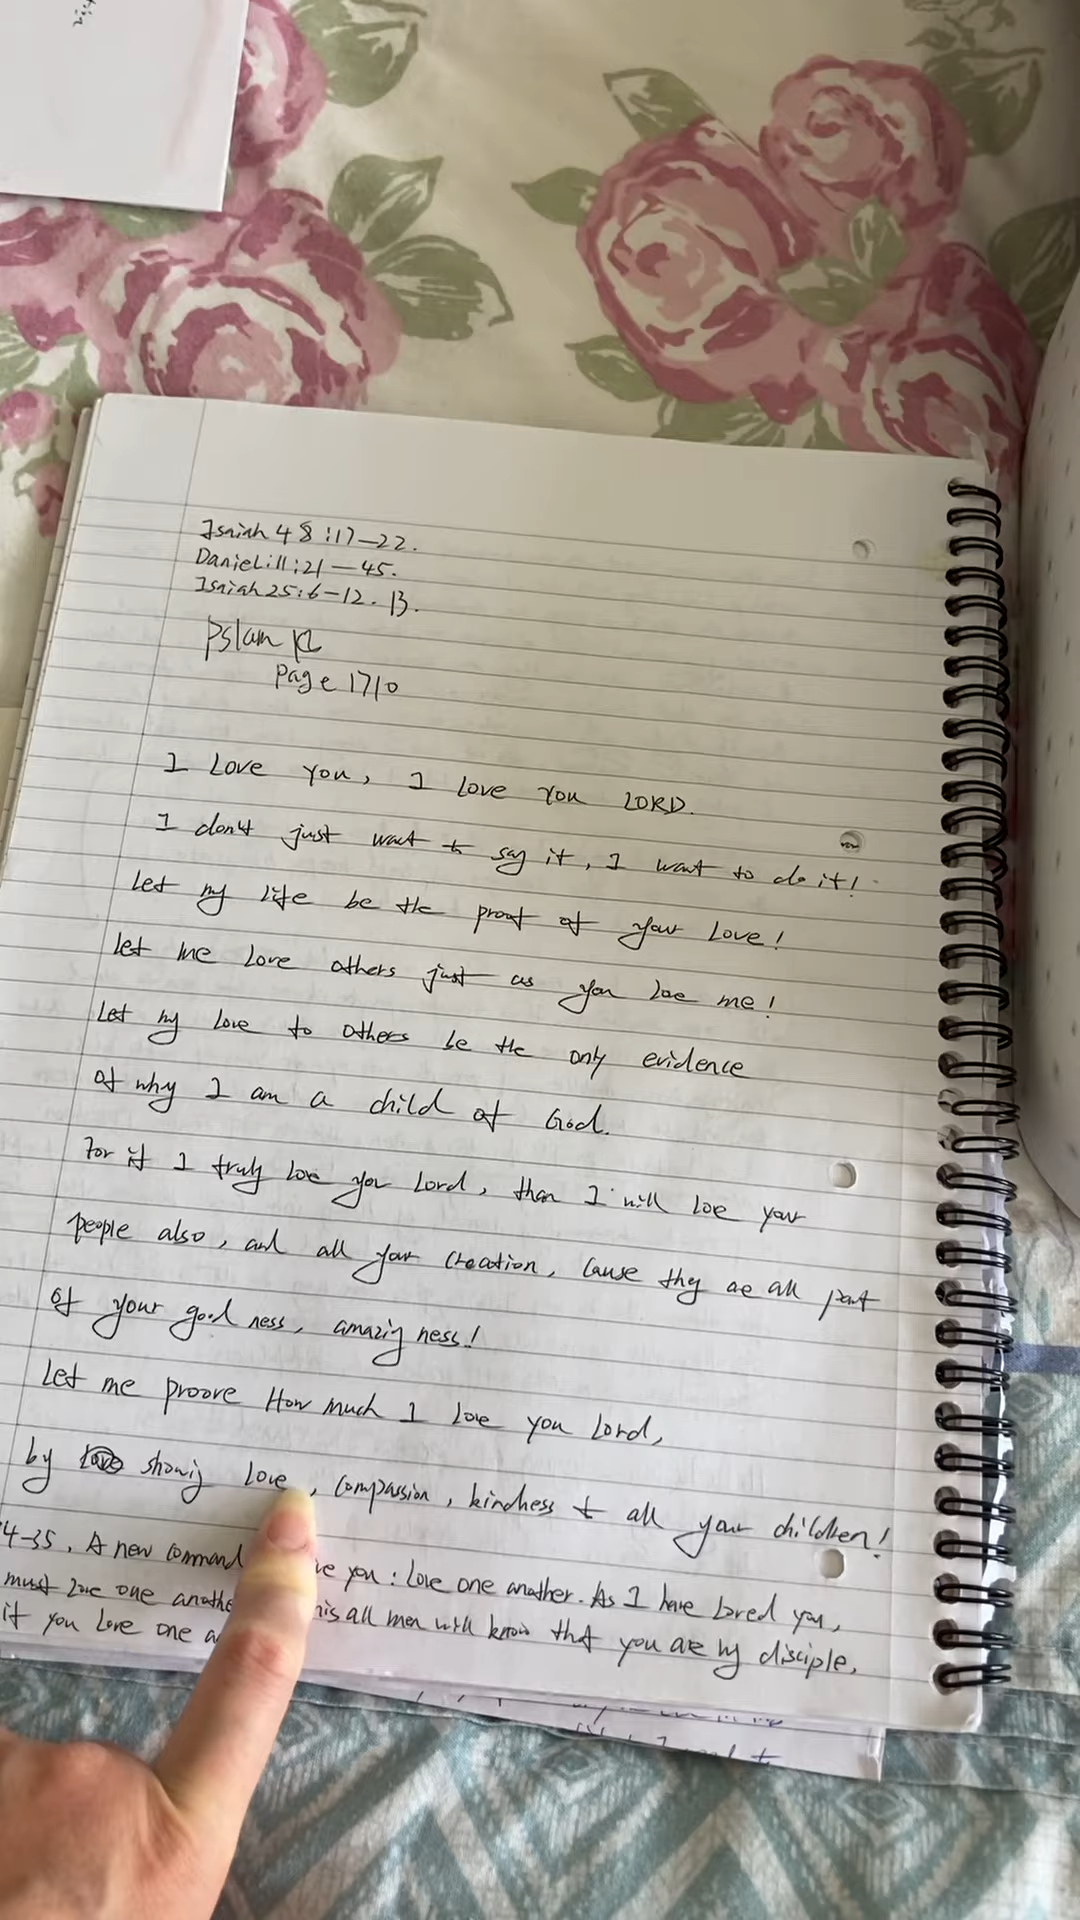 Isaiah 48:17-22.
Daniel 11:21-45.
Isaiah 25:6-12. 13.
Pslam
Page 1710
I Love you, I love you LORD.
I don't just want to say it, I want to do it!
Let my life be the proof of your Love!
Let me Love others just as you love me!
Let my love to others be the only evidence
of why I am a child of God.
For if I truly love you Lord, than I will love your
people also, and all your creation, cause they are all part
of your good ness, amazing ness!
Let me proove How much I love you Lord,
by showing love, compassion, kindness to all your children!
4-35, A new command you: Love one another. As I have loved you,
must love one all men will know that you are my disciple,
if you Love one